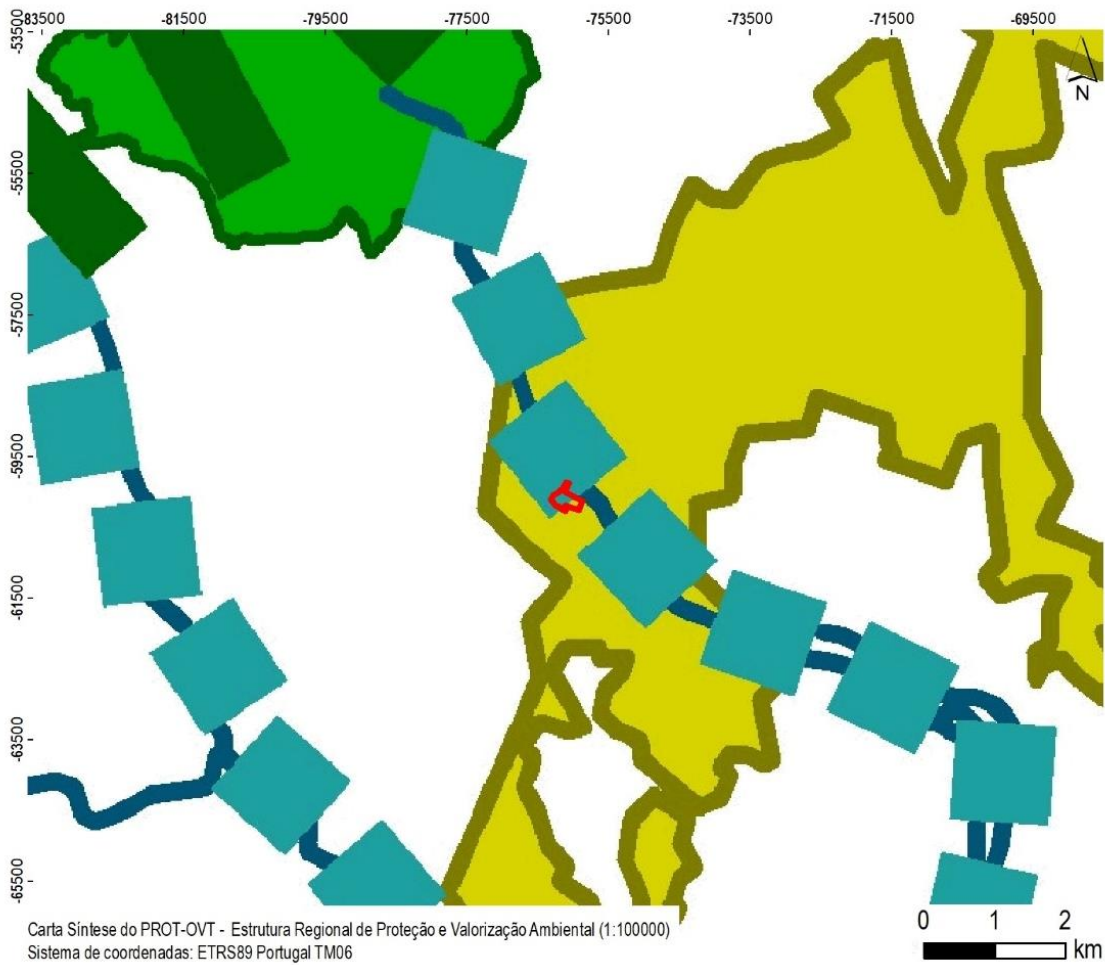 -83500 -81500 -79500 -77500 -75500 -73500 -71500 -69500
-53500
N
-55500
-57500
-59500
-61500
-63500
-65500
Carta Síntese do PROT-OVT - Estrutura Regional de Proteção e Valorização Ambiental (1:100000)
Sistema de coordenadas: ETRS89 Portugal TM06
0 1 2
km